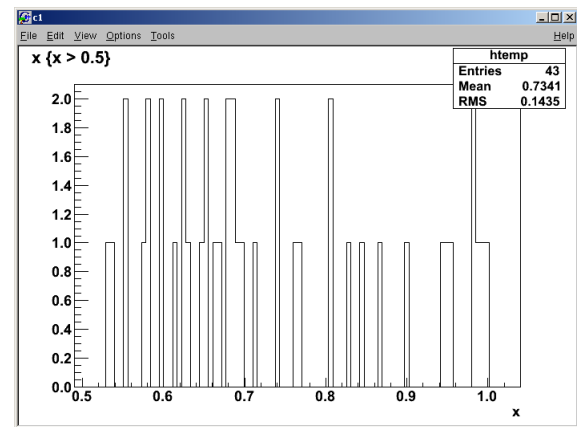 c1
File Edit View Options Tools Help
x {x > 0.5}
htemp
Entries 43
Mean 0.7341
RMS 0.1435
2.0
1.8
1.6
1.4
1.2
1.0
0.8
0.6
0.4
0.2
0.0
0.5 0.6 0.7 0.8 0.9 1.0
x